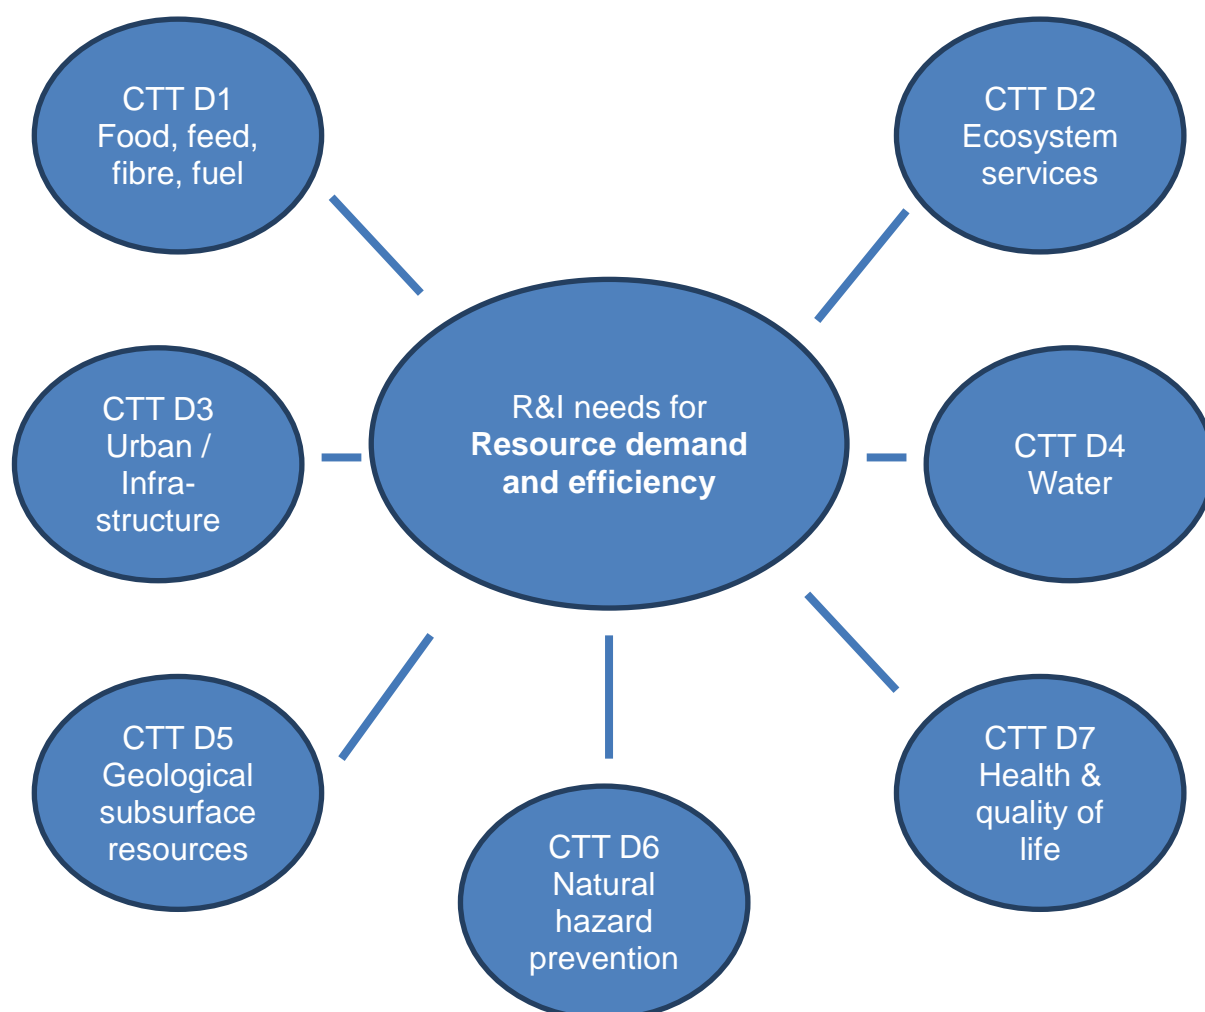 CTT D1
Food, feed,
fibre, fuel
CTT D2
Ecosystem
services
CTT D3
Urban /
Infra-
structure
R&I needs for
Resource demand
and efficiency
CTT D4
Water
CTT D5
Geological
subsurface
resources
CTT D6
Natural
hazard
prevention
CTT D7
Health &
quality of
life